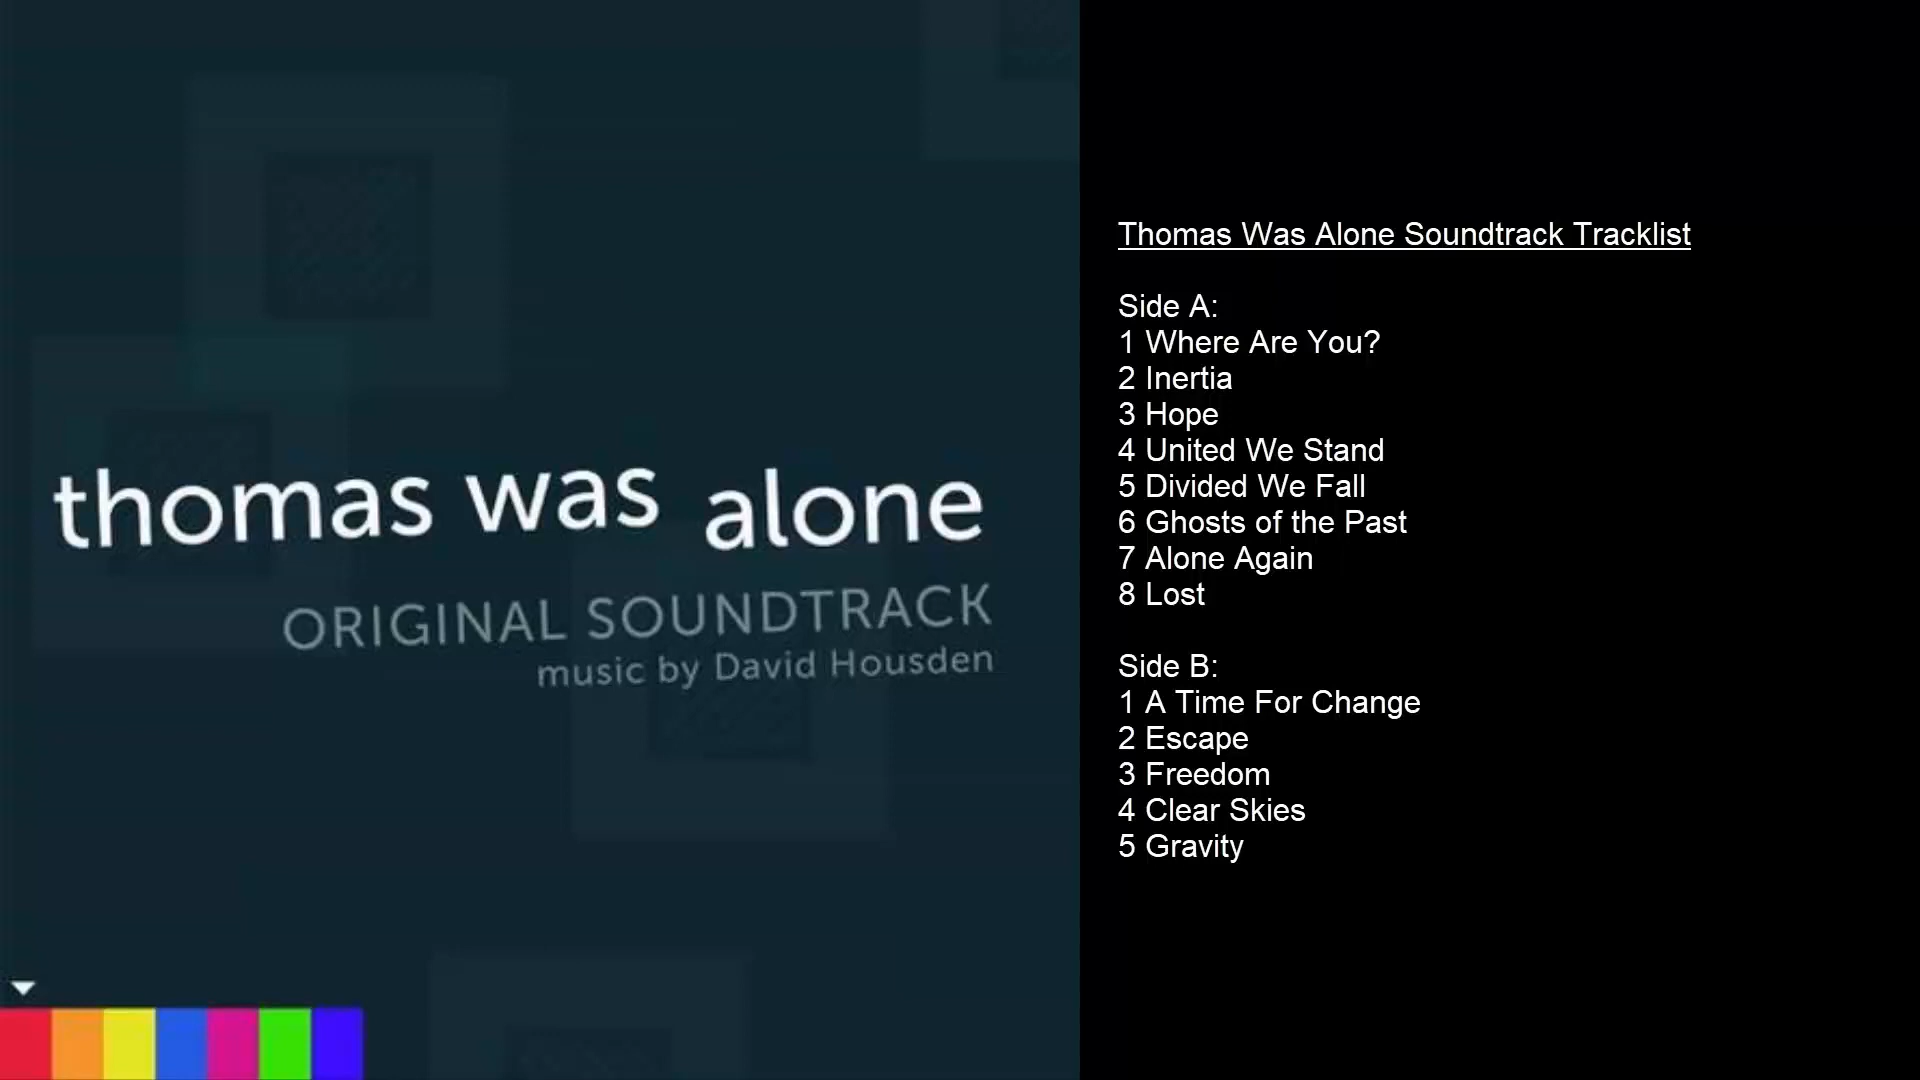 thomas was alone
ORIGINAL SOUNDTRACK
music by David Housden
Thomas Was Alone Soundtrack Tracklist
Side A:
1 Where Are You?
2 Inertia
3 Hope
4 United We Stand
5 Divided We Fall
6 Ghosts of the Past
7 Alone Again
8 Lost
Side B:
1 A Time For Change
2 Escape
3 Freedom
4 Clear Skies
5 Gravity